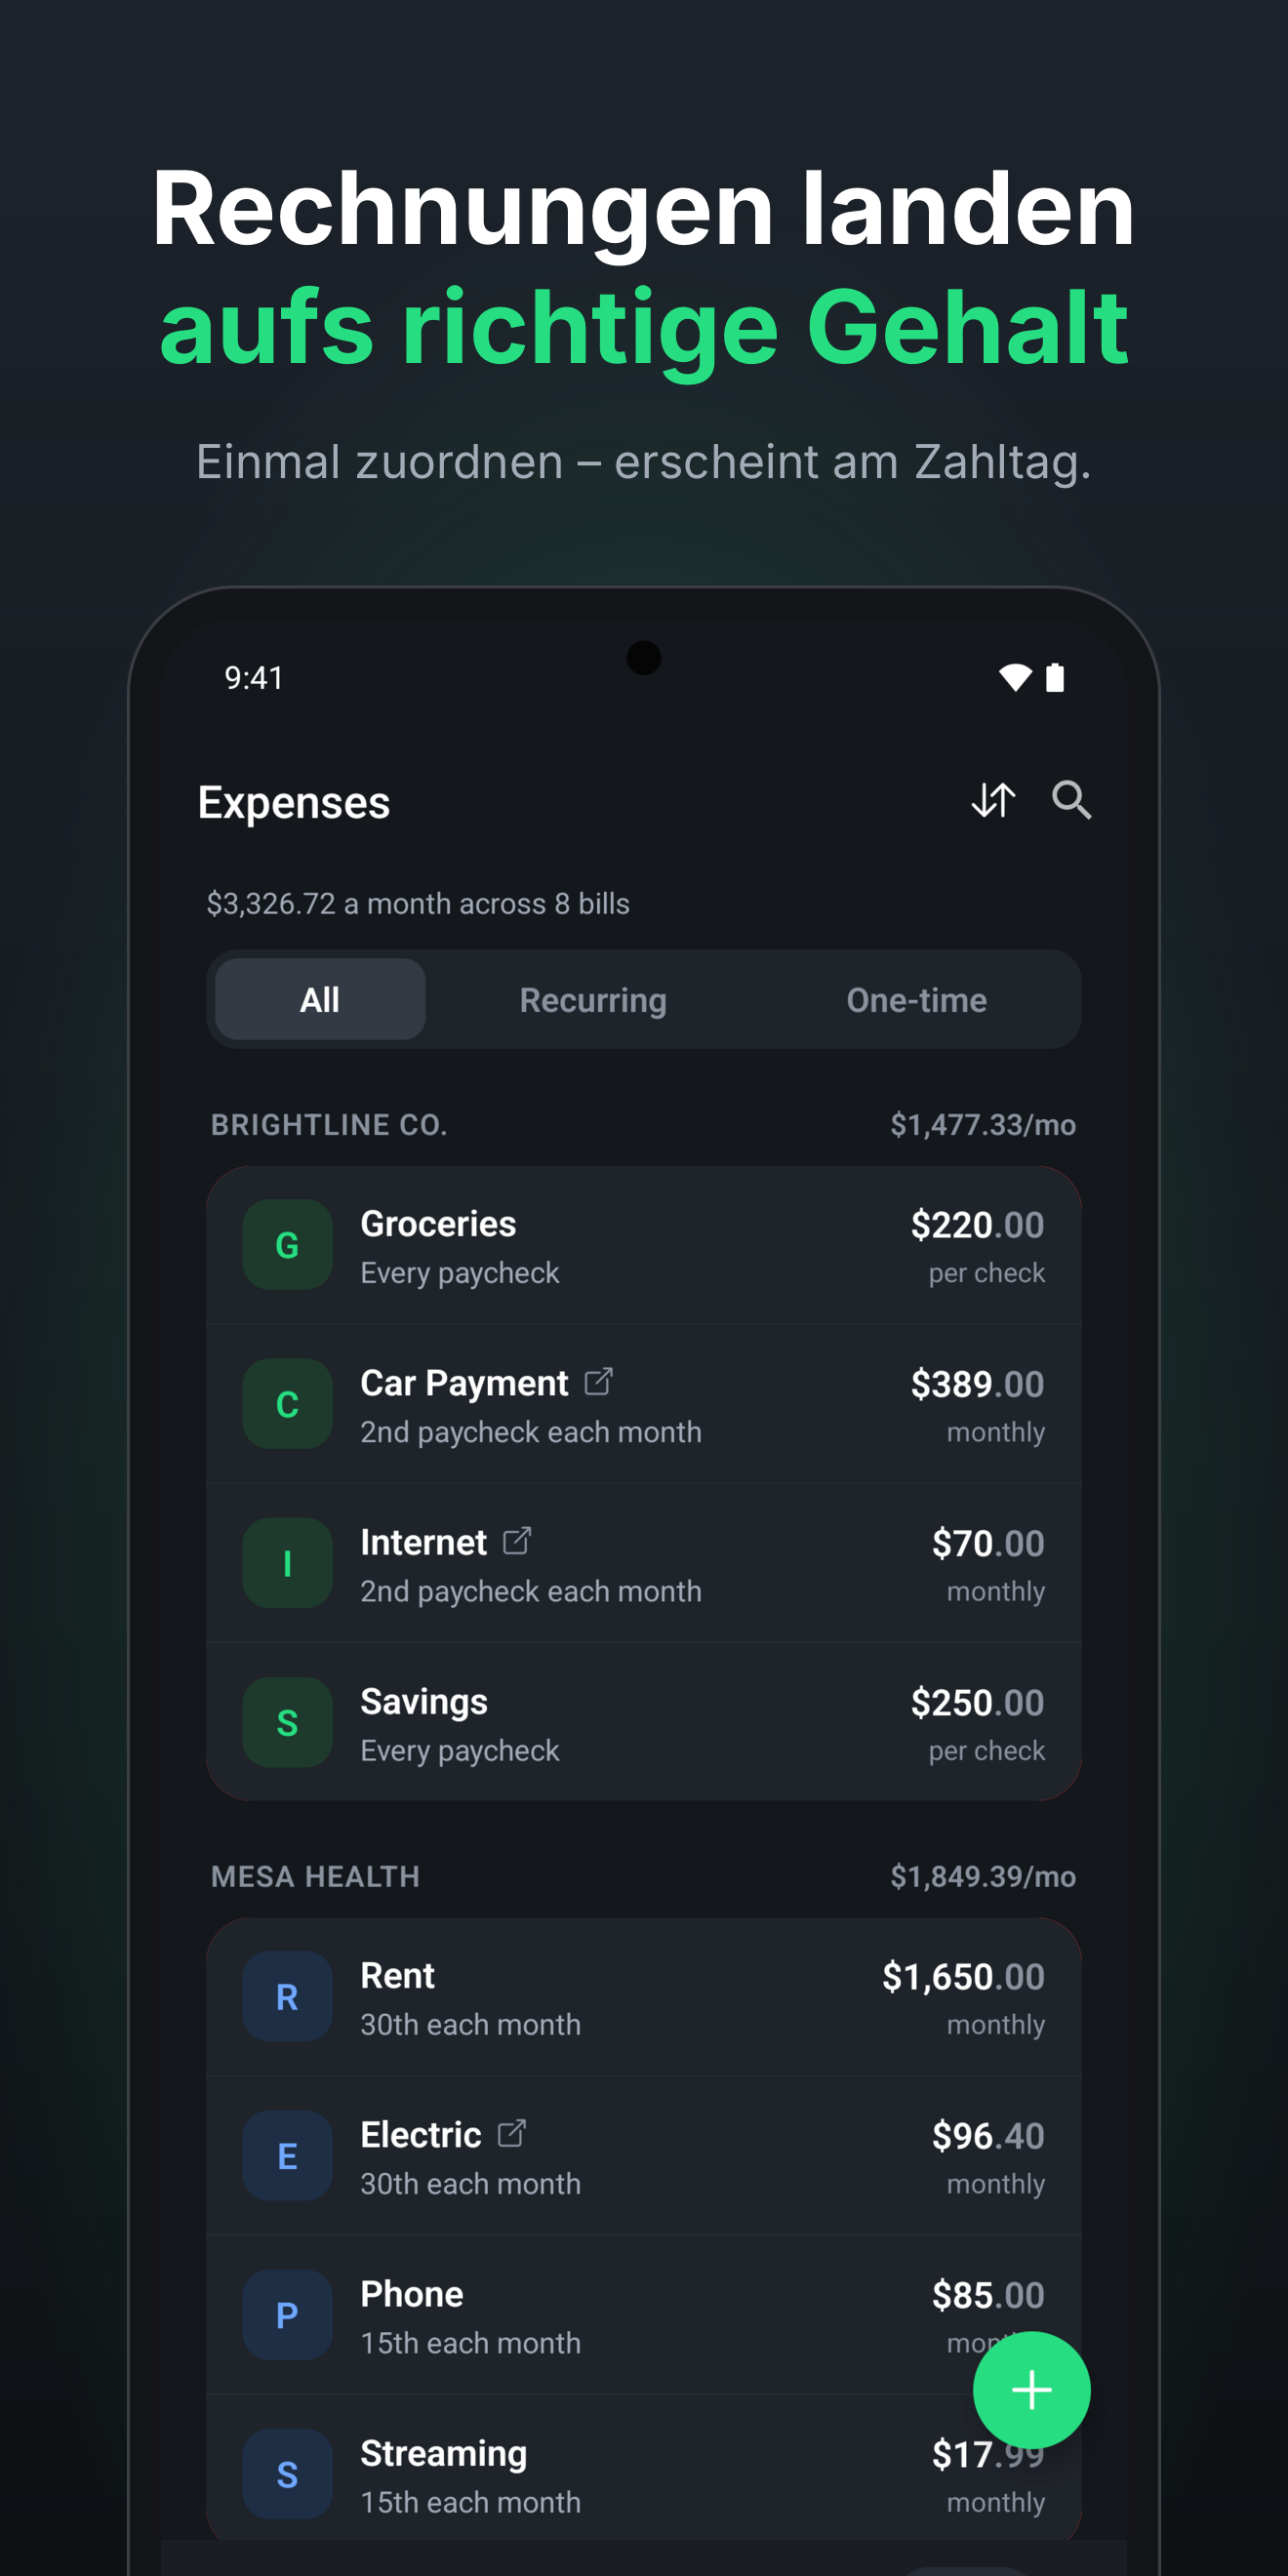 Rechnungen landen
aufs richtige Gehalt
Einmal zuordnen – erscheint am Zahltag.
9:41
Expenses
$3,326.72 a month across 8 bills
All Recurring One-time
BRIGHTLINE CO. $1,477.33/mo
G Groceries $220.00
Every paycheck per check
C Car Payment $389.00
2nd paycheck each month monthly
I Internet $70.00
2nd paycheck each month monthly
S Savings $250.00
Every paycheck per check
MESA HEALTH $1,849.39/mo
R Rent $1,650.00
30th each month monthly
E Electric $96.40
30th each month monthly
P Phone $85.00
15th each month
S Streaming $17.99
15th each month monthly